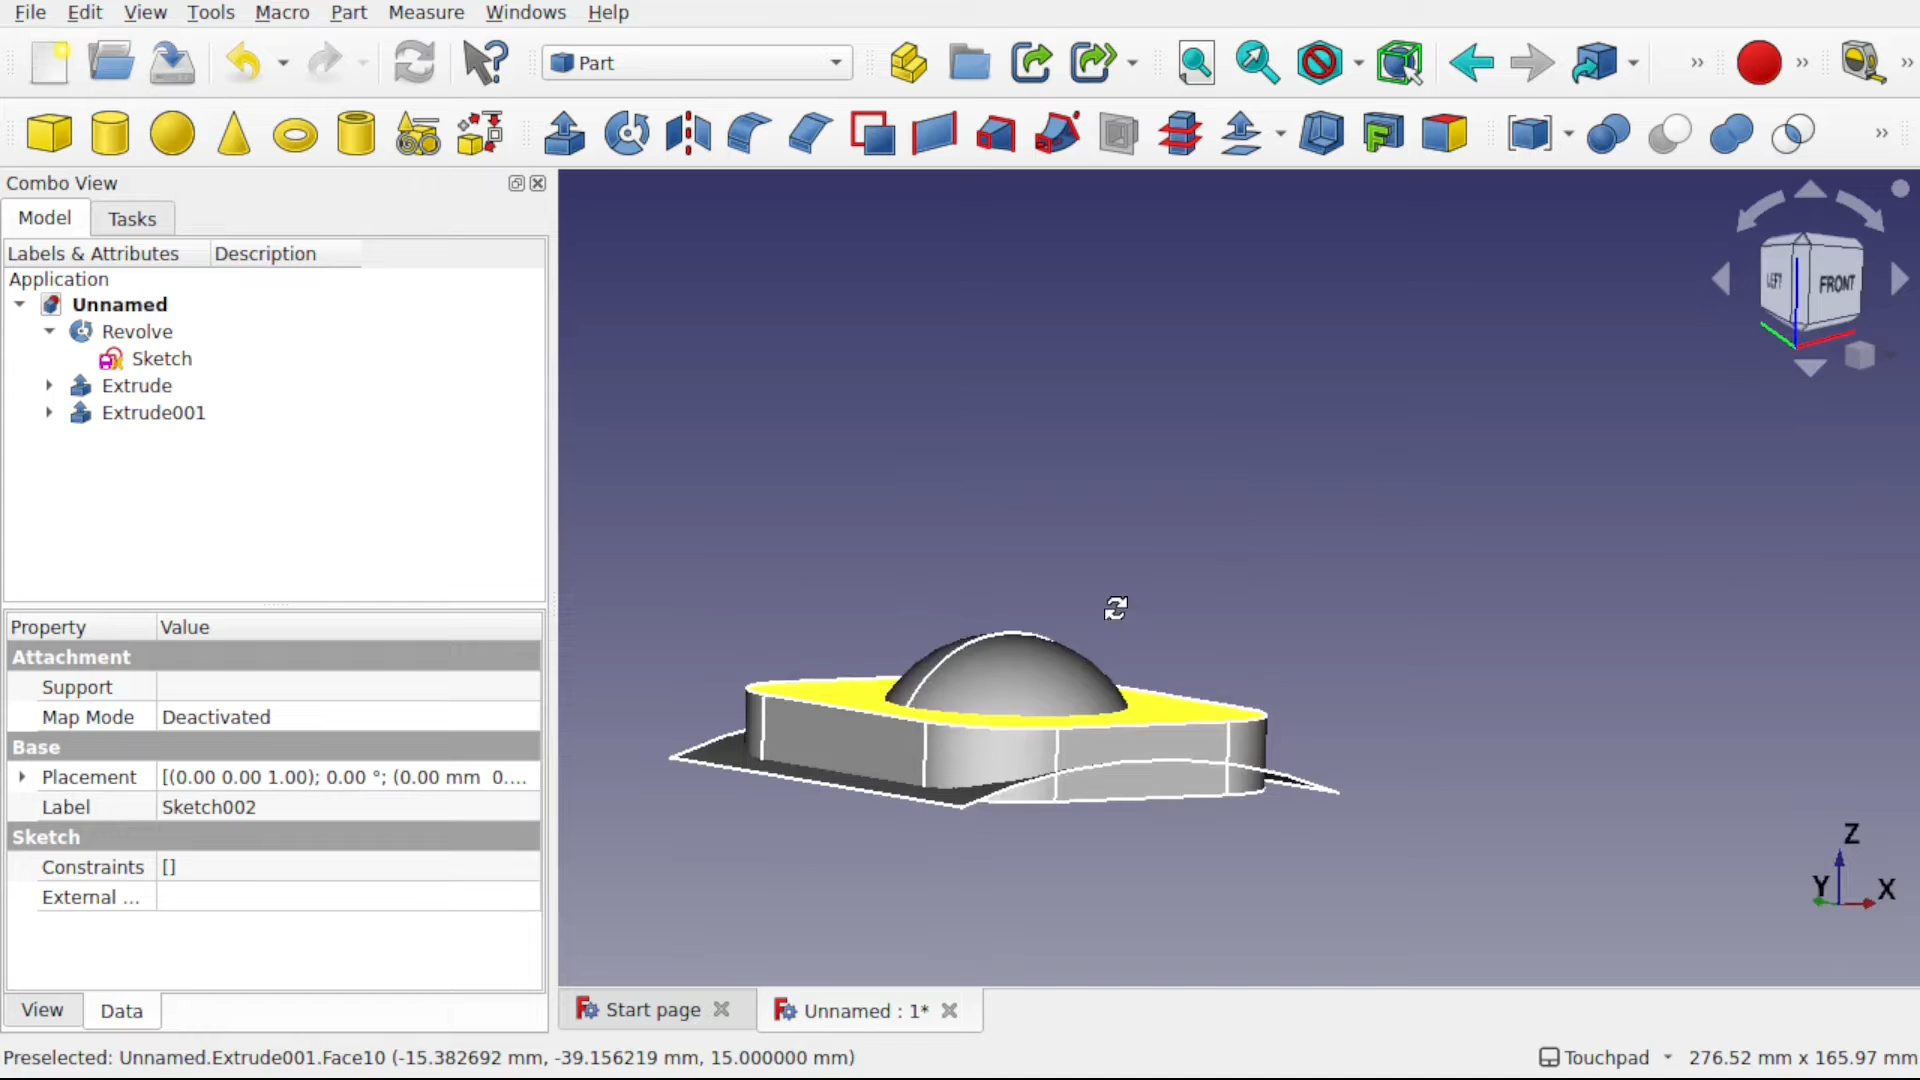 File Edit View Tools Macro Part Measure Windows Help
Part
Combo View
Model Tasks
Labels & Attributes Description
Application
Unnamed
Revolve
Sketch
Extrude
Extrude001
LEFT FRONT
Property Value
Attachment
Support
Map Mode Deactivated
Base
Placement [(0.00 0.00 1.00); 0.00 °; (0.00 mm 0....
Label Sketch002
Sketch
Constraints []
External ...
Z
Y X
View Data
Start page Unnamed : 1*
Preselected: Unnamed.Extrude001.Face10 (-15.382692 mm, -39.156219 mm, 15.000000 mm)
Touchpad 276.52 mm x 165.97 mm